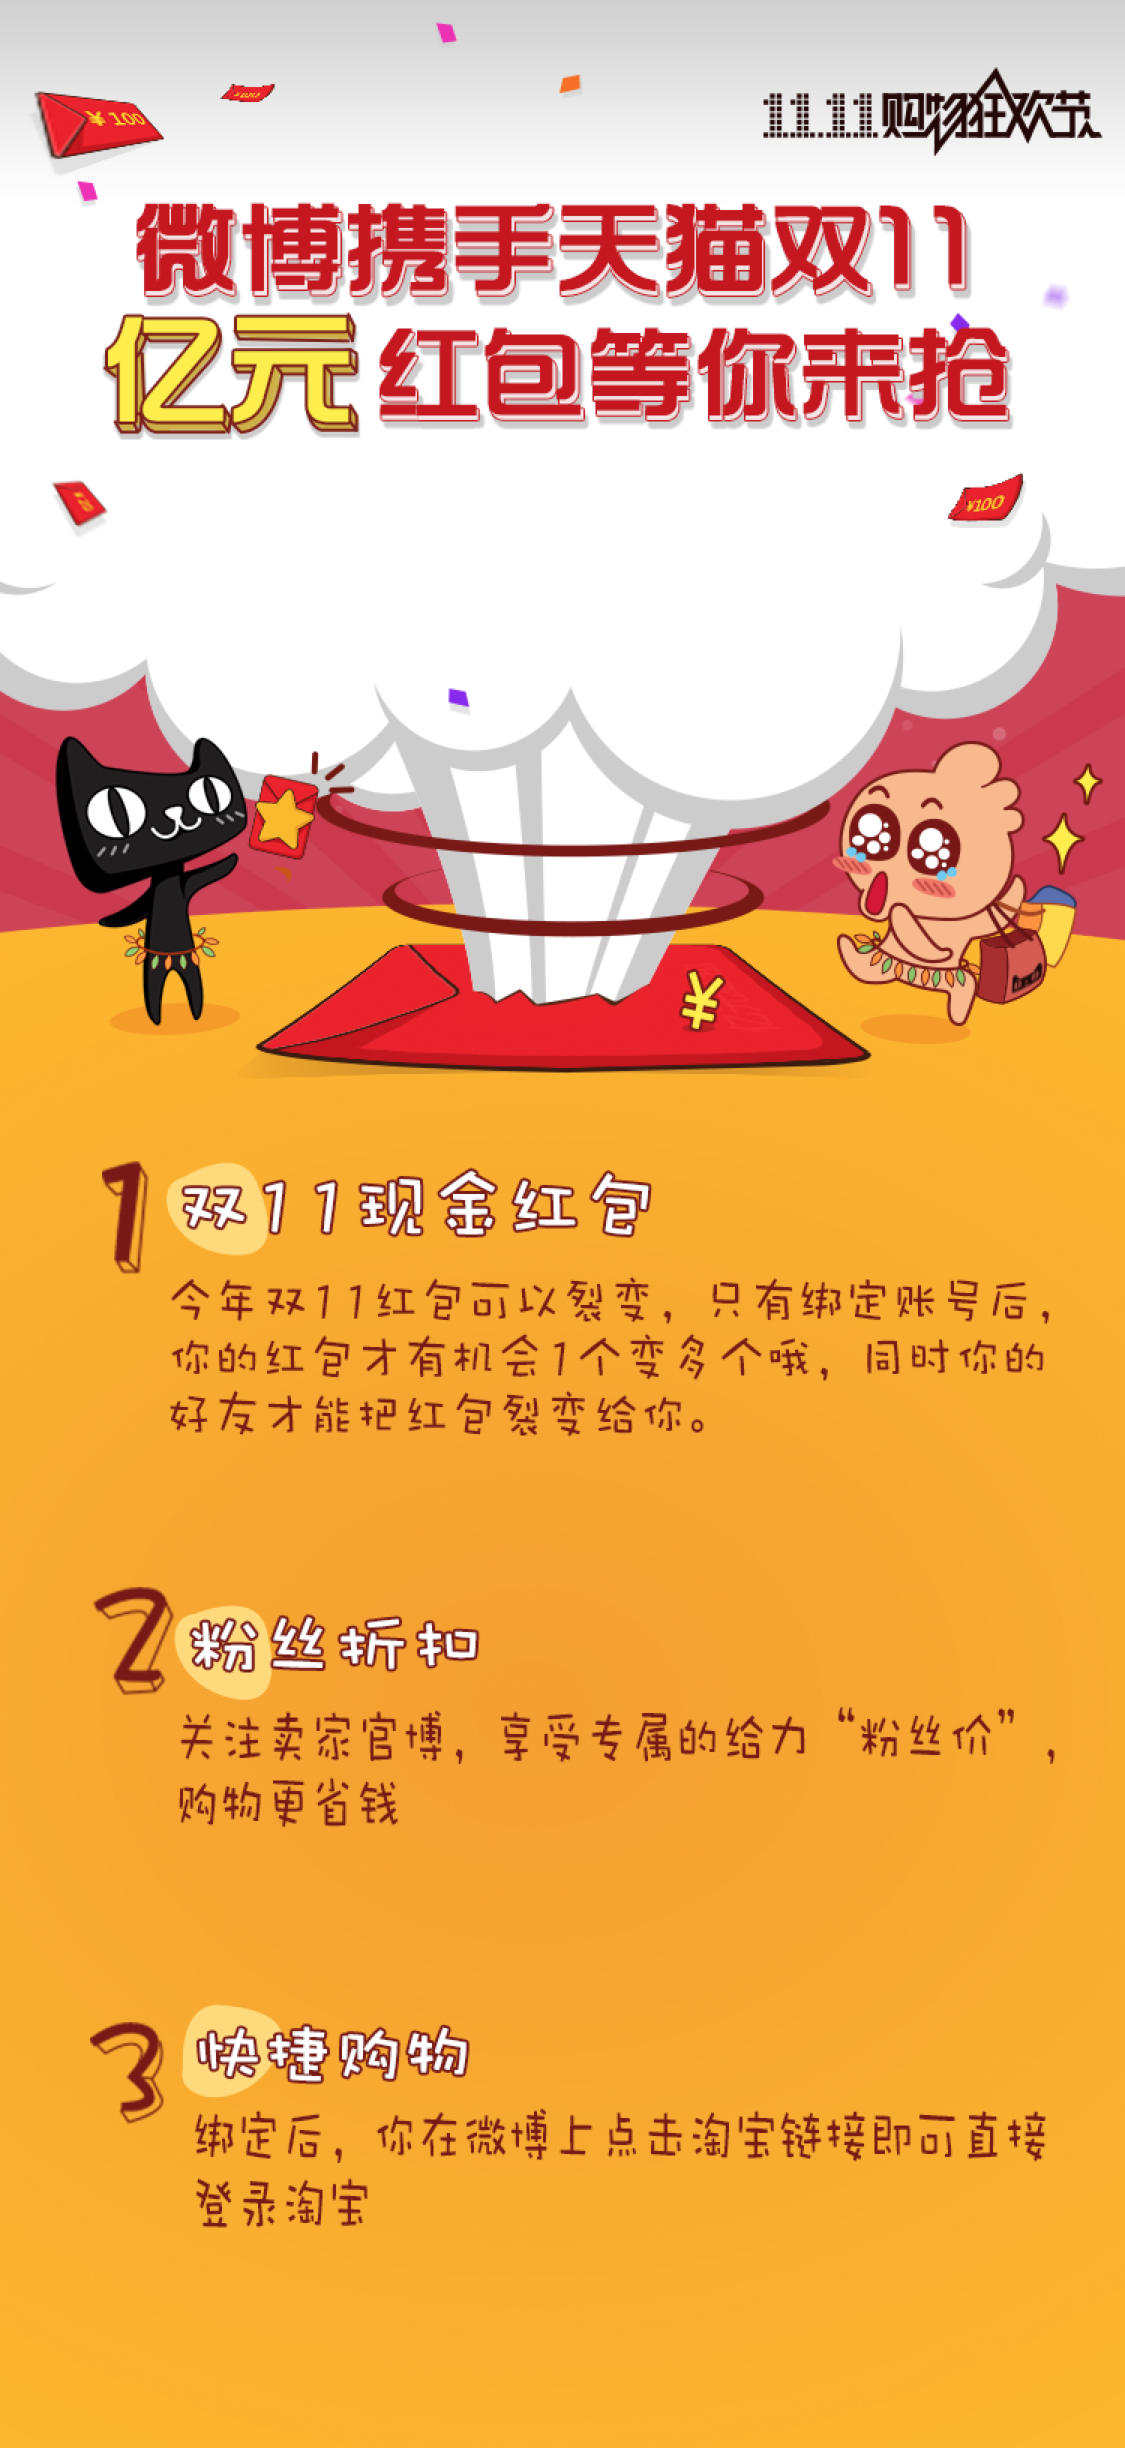 ¥100
11.11购物狂欢节
微博携手天猫双11
亿元红包等你来抢
¥100
¥
1 双11现金红包
今年双11红包可以裂变，只有绑定账号后，
你的红包才有机会1个变多个哦，同时你的
好友才能把红包裂变给你。
2 粉丝折扣
关注卖家官博，享受专属的给力“粉丝价”，
购物更省钱
3 快捷购物
绑定后，你在微博上点击淘宝链接即可直接
登录淘宝